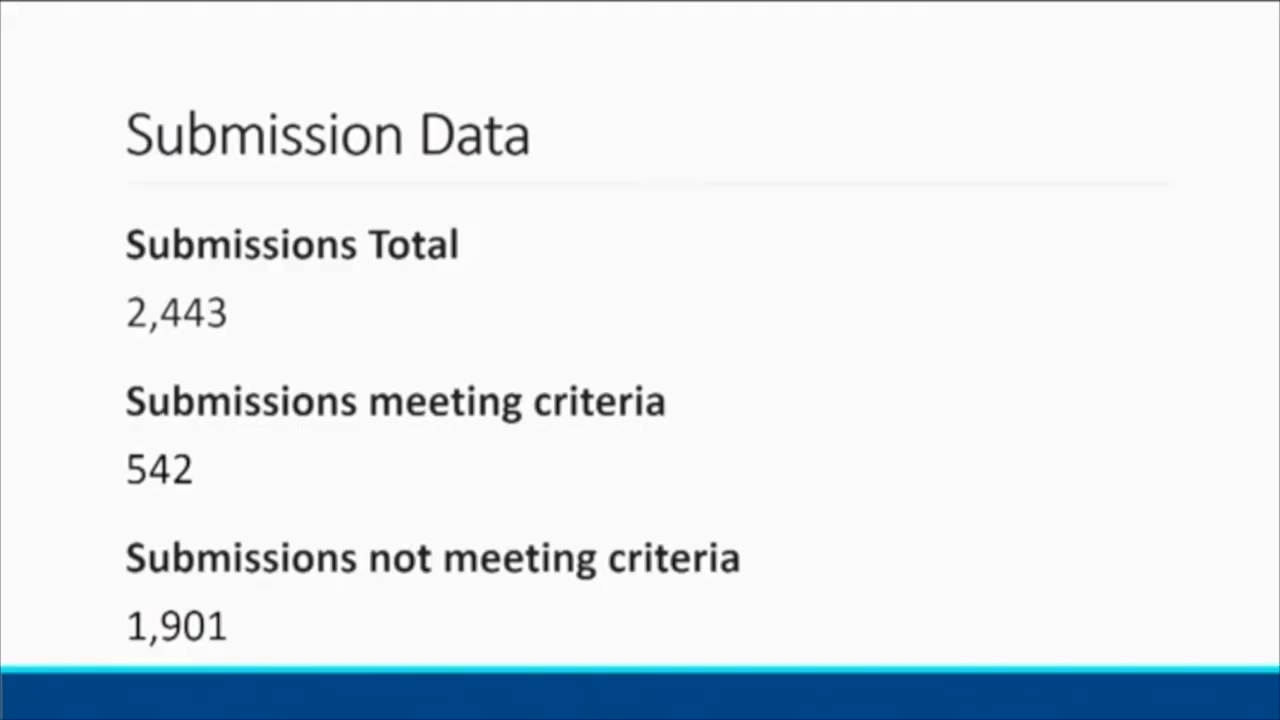 Submission Data
Submissions Total
2,443
Submissions meeting criteria
542
Submissions not meeting criteria
1,901